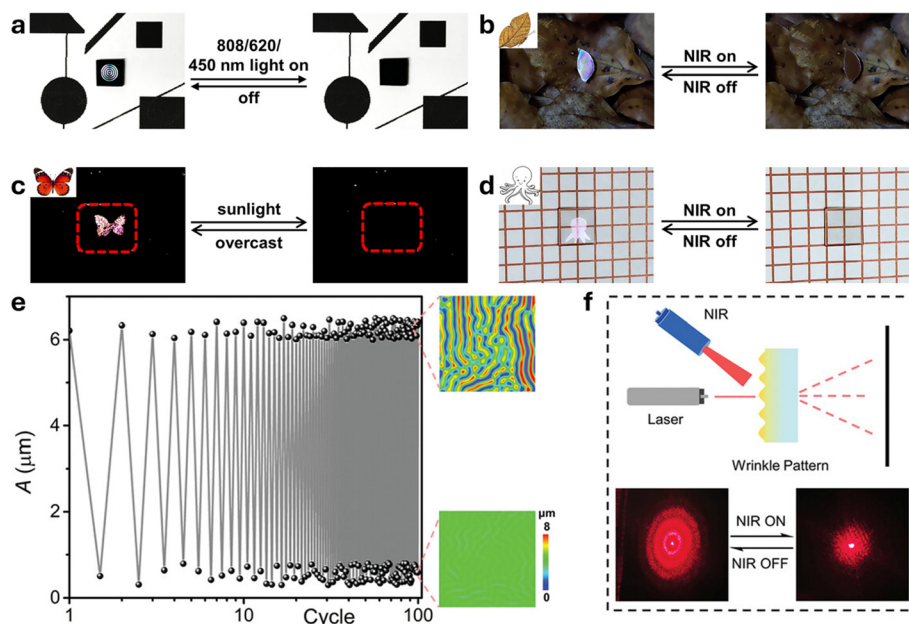 a
808/620/
450 nm light on
off
b
NIR on
NIR off
c
sunlight
overcast
d
NIR on
NIR off
e
A (μm)
6
4
2
0
1
10
100
Cycle
μm
8
0
f
NIR
Laser
Wrinkle Pattern
NIR ON
NIR OFF